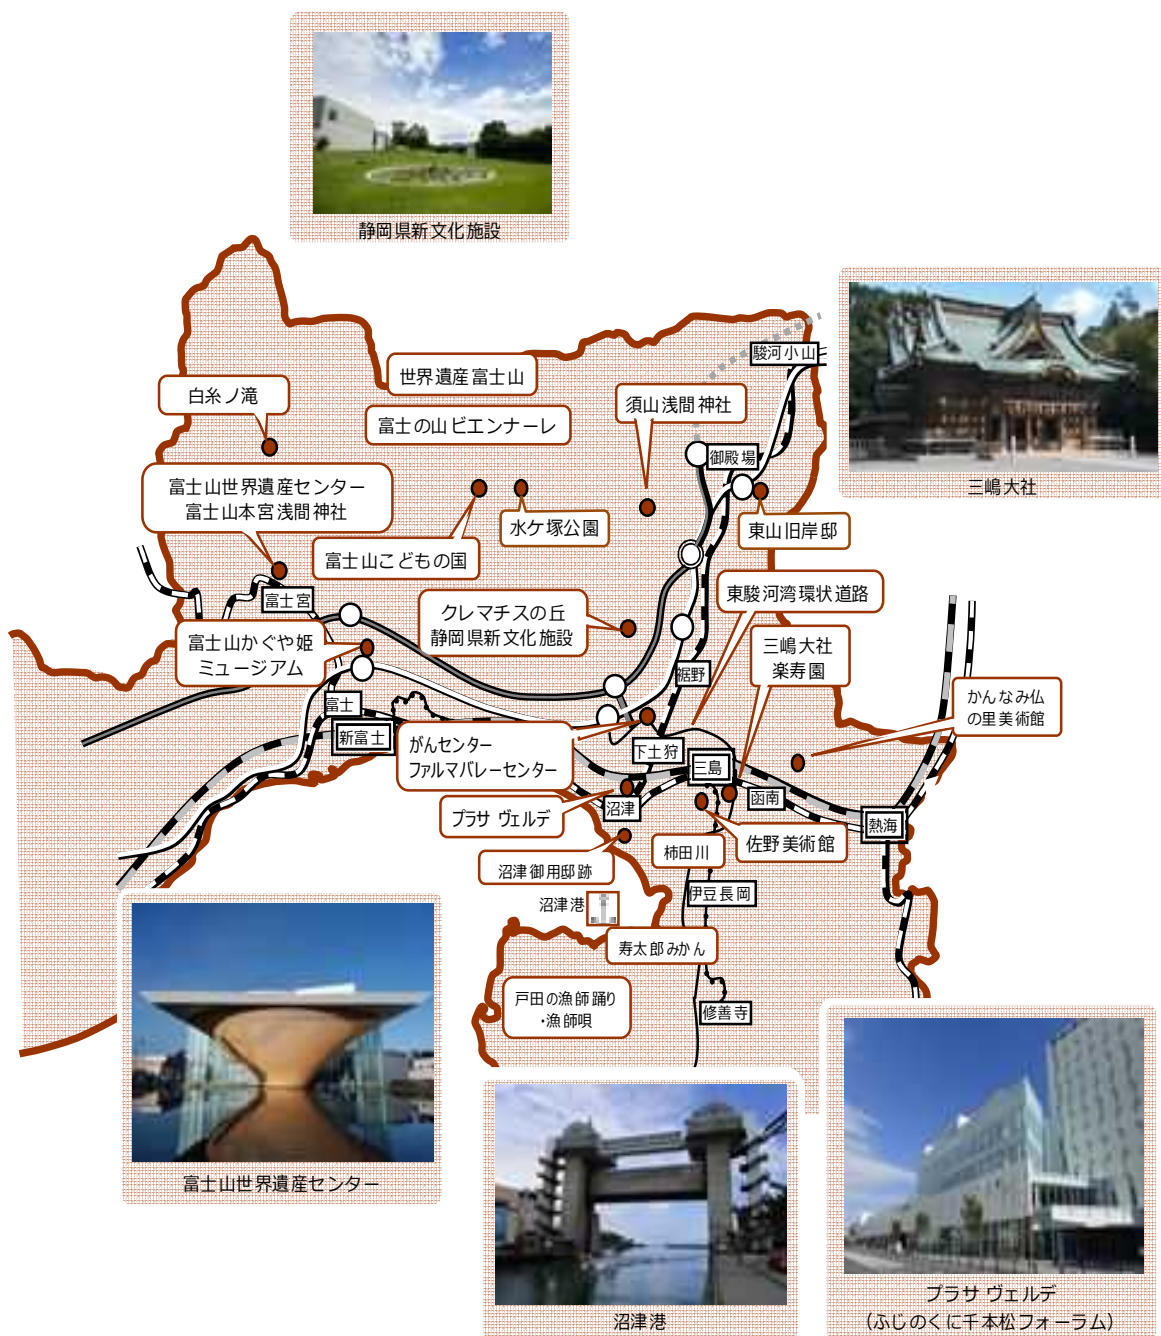 静岡県新文化施設
駿河小山
世界遺産富士山
白糸ノ滝
須山浅間神社
富士の山ビエンナーレ
御殿場
三嶋大社
富士山世界遺産センター
富士山本宮浅間神社
水ケ塚公園
東山旧岸邸
富士山こどもの国
富士宮
クレマチスの丘
静岡県新文化施設
東駿河湾環状道路
富士山かぐや姫
ミュージアム
三嶋大社
楽寿園
裾野
かんなみ仏
の里美術館
富士
新富士
がんセンター
ファルマバレーセンター
下土狩
三島
函南
プラサ ヴェルデ
沼津
熱海
沼津御用邸跡
柿田川
佐野美術館
伊豆長岡
沼津港
寿太郎みかん
戸田の漁師踊り
・漁師唄
修善寺
富士山世界遺産センター
沼津港
プラサ ヴェルデ
(ふじのくに千本松フォーラム)